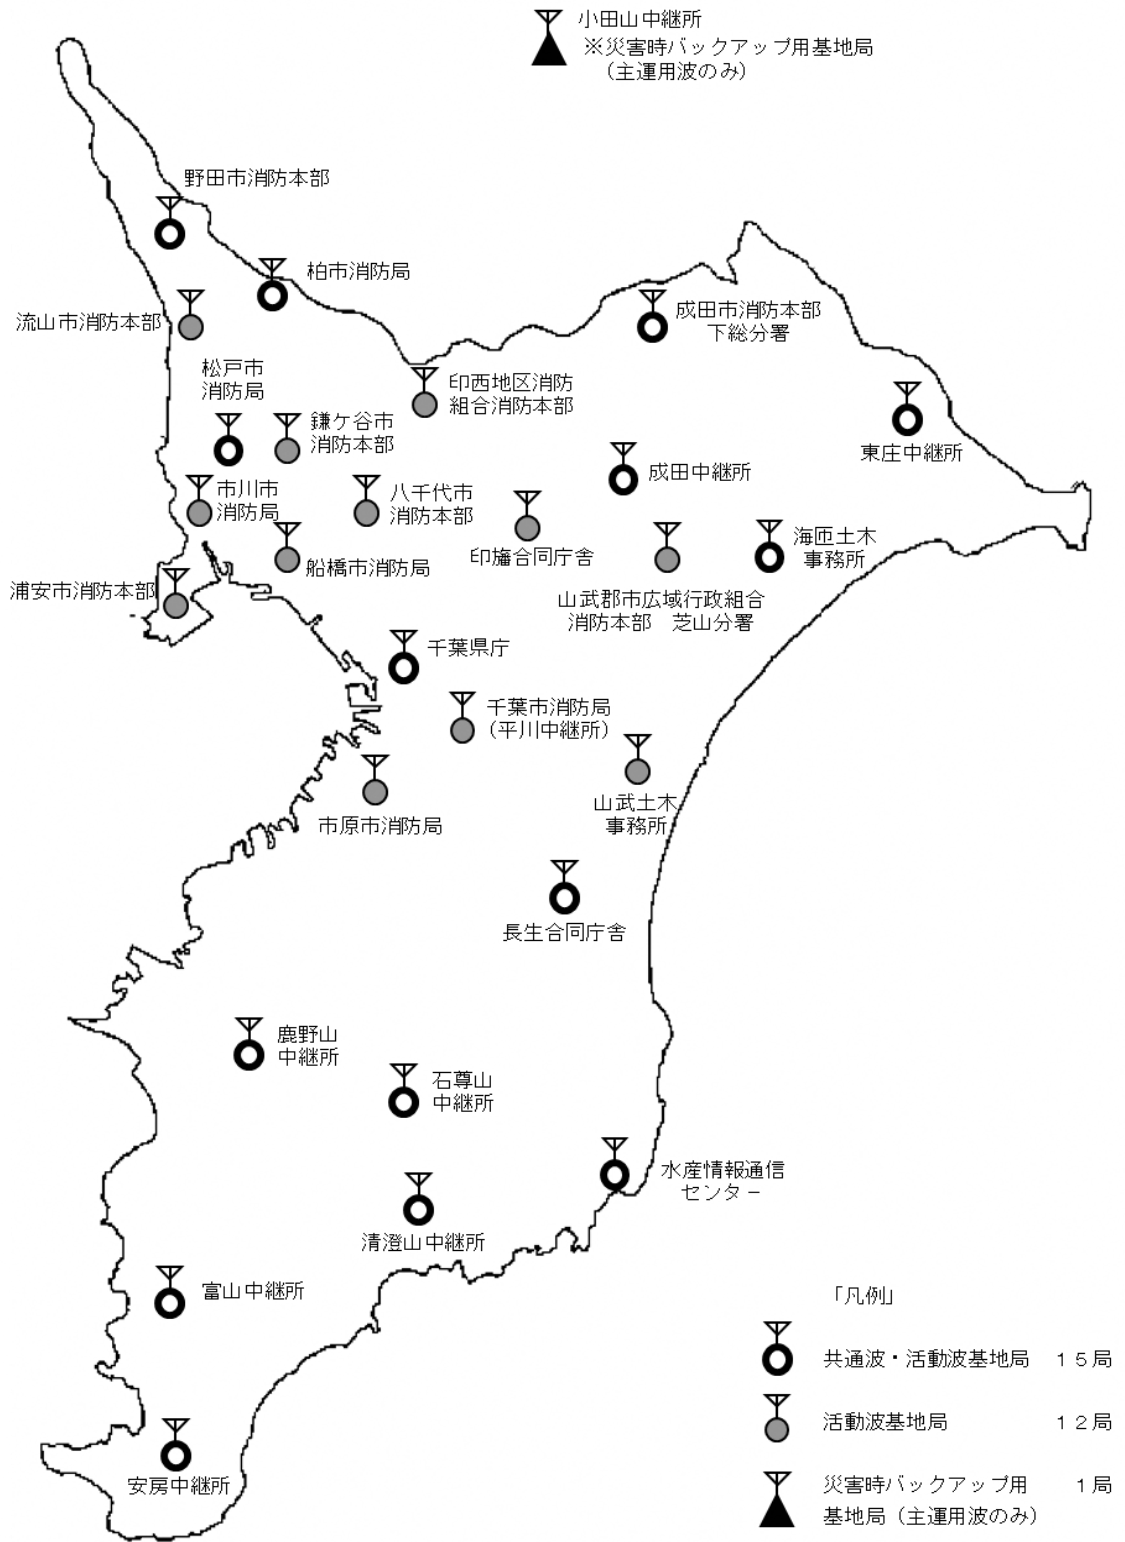 小田山中継所
※災害時バックアップ用基地局
（主運用波のみ）
野田市消防本部
柏市消防局
流山市消防本部
成田市消防本部
下総分署
松戸市
消防局
印西地区消防
組合消防本部
鎌ケ谷市
消防本部
東庄中継所
成田中継所
市川市
消防局
八千代市
消防本部
印旛合同庁舎
海匝土木
事務所
船橋市消防局
浦安市消防本部
山武郡市広域行政組合
消防本部　芝山分署
千葉県庁
千葉市消防局
（平川中継所）
山武土木
事務所
市原市消防局
長生合同庁舎
鹿野山
中継所
石尊山
中継所
水産情報通信
センター
清澄山中継所
富山中継所
安房中継所
「凡例」
共通波・活動波基地局　１５局
活動波基地局　１２局
災害時バックアップ用　１局
基地局（主運用波のみ）